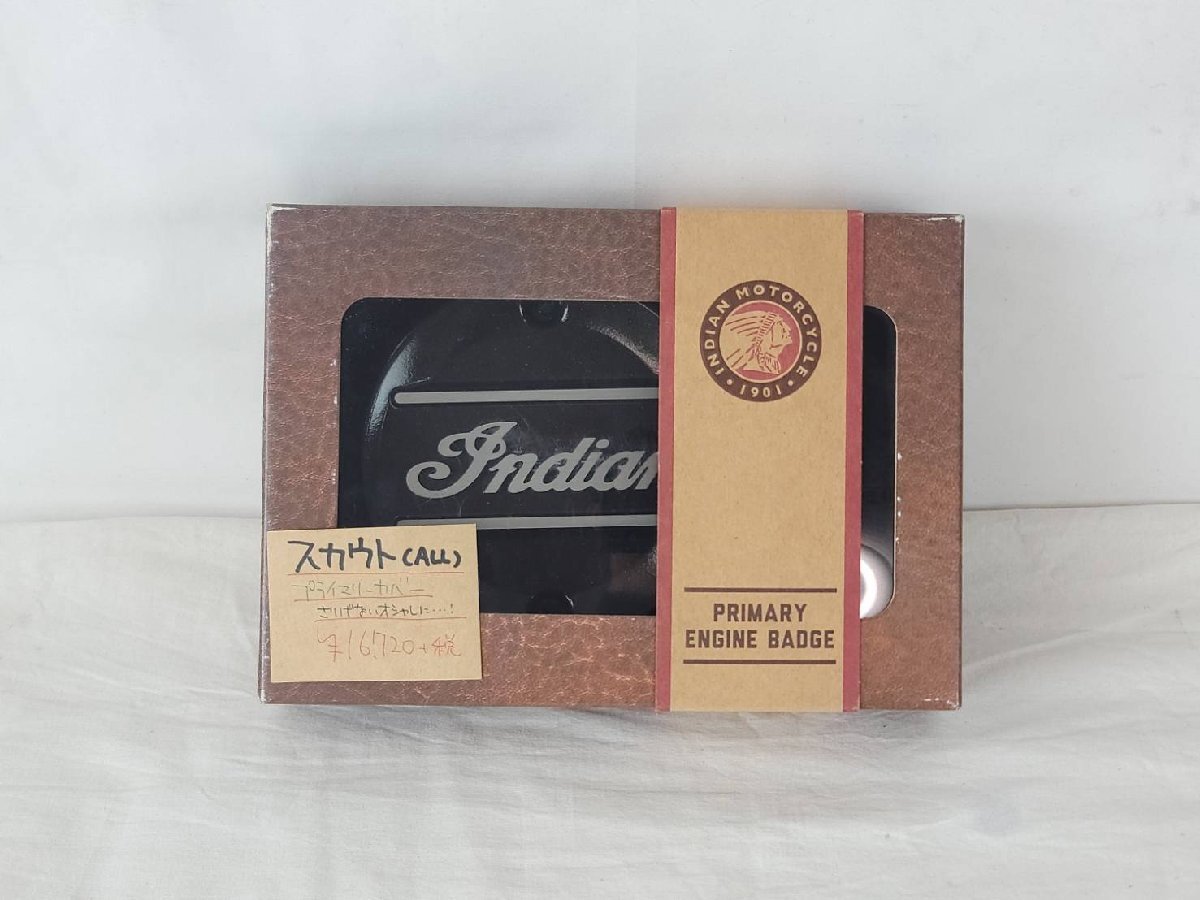 INDIAN MOTORCYCLE
• 1901 •
Indian
スカウト(ALL)
プライマリーカバー
さりげないオシャレに・・・!
¥16,720+税
PRIMARY
ENGINE BADGE